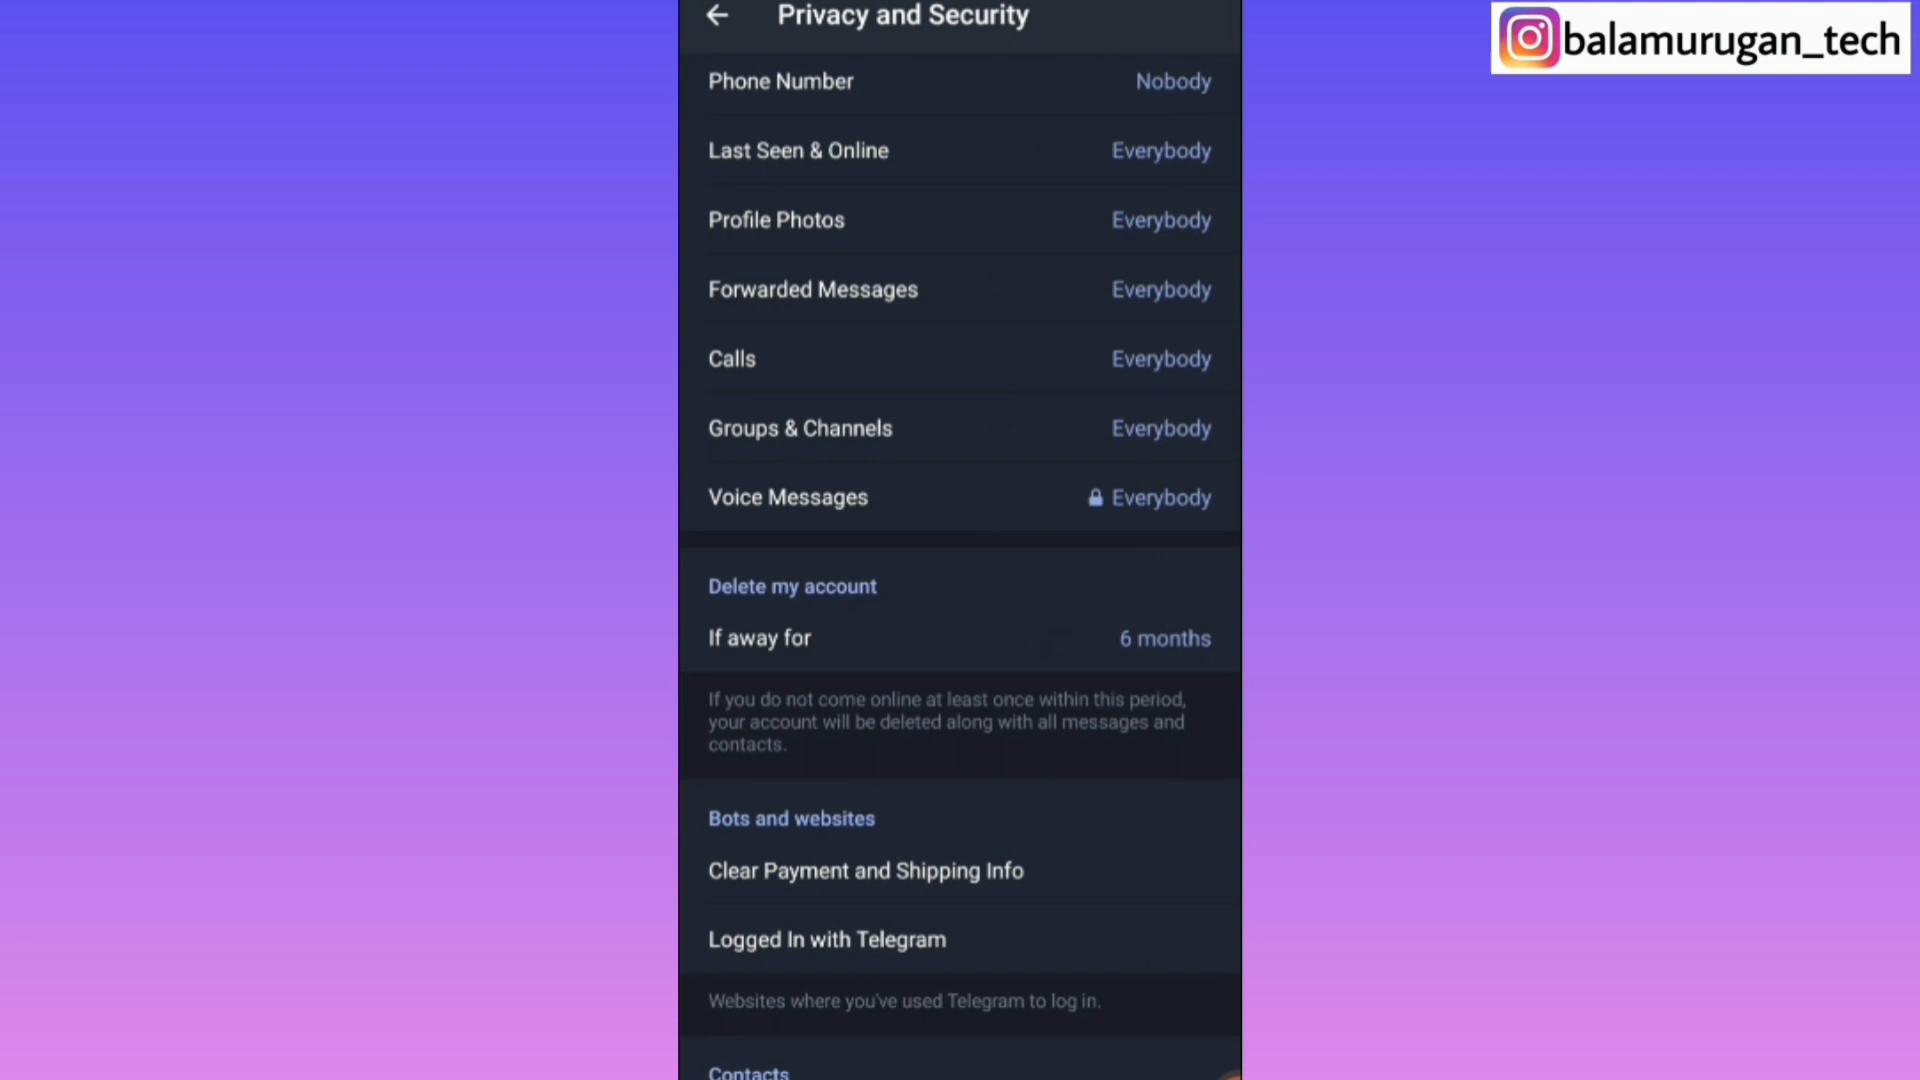 Privacy and Security
balamurugan_tech
Phone Number Nobody
Last Seen & Online Everybody
Profile Photos Everybody
Forwarded Messages Everybody
Calls Everybody
Groups & Channels Everybody
Voice Messages Everybody
Delete my account
If away for 6 months
If you do not come online at least once within this period,
your account will be deleted along with all messages and
contacts.
Bots and websites
Clear Payment and Shipping Info
Logged In with Telegram
Websites where you've used Telegram to log in.
Contacts